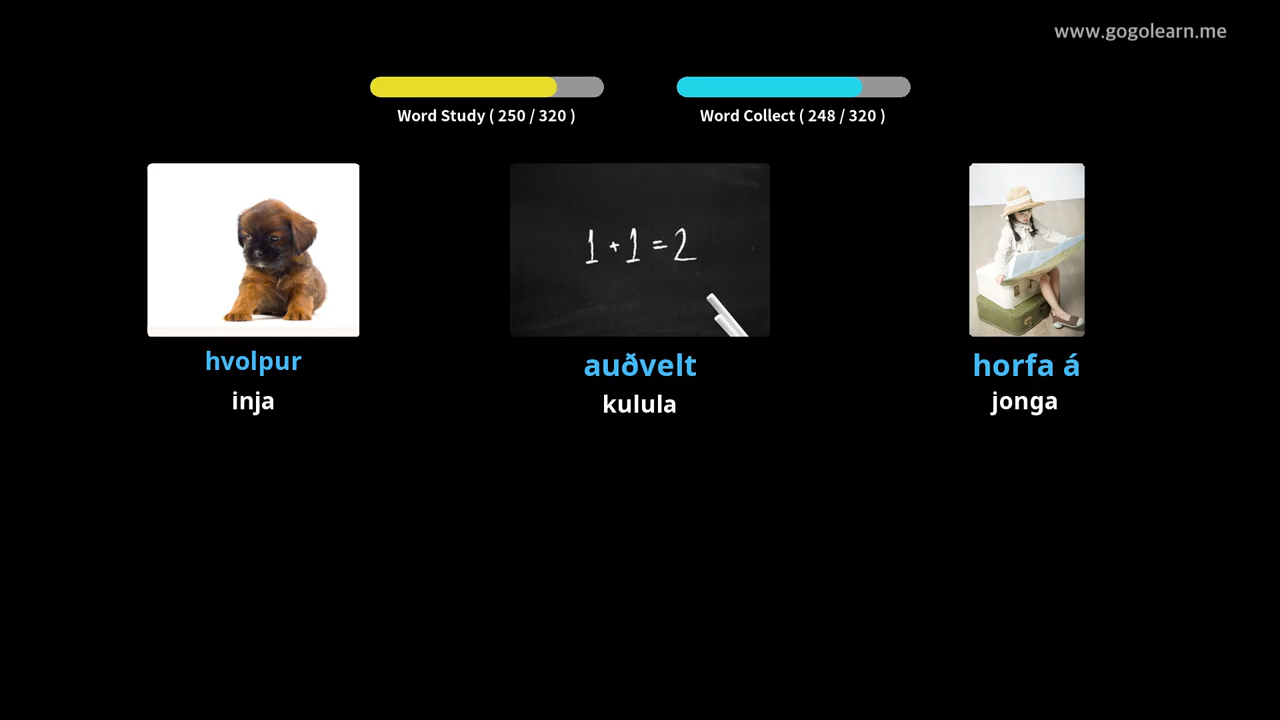 www.gogolearn.me
Word Study ( 250 / 320 )
Word Collect ( 248 / 320 )
1 + 1 = 2
hvolpur
inja
auðvelt
kulula
horfa á
jonga